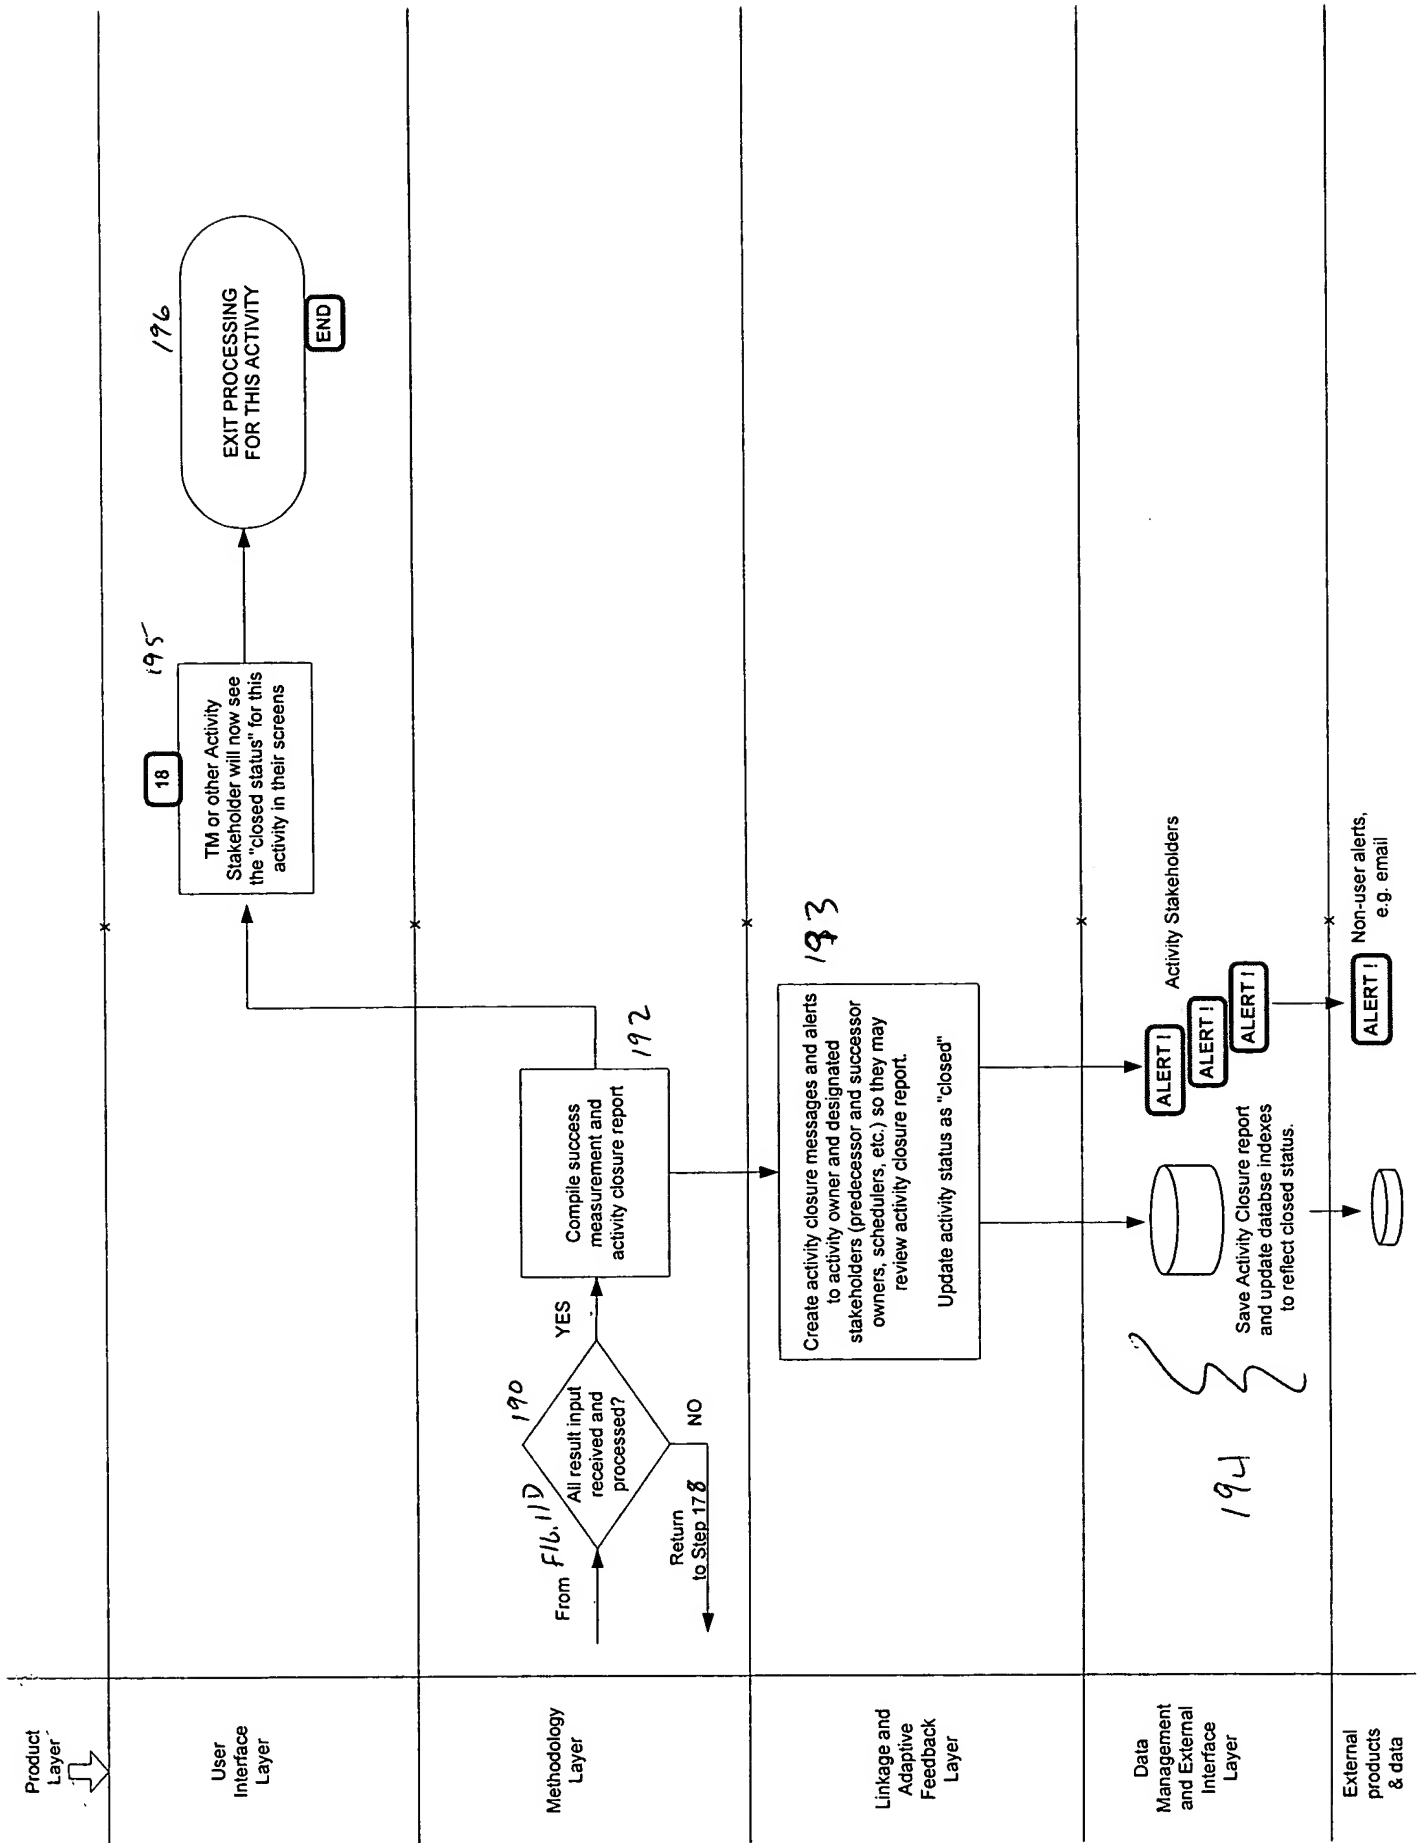 Product
Layer
User
Interface
Layer
18
195
TM or other Activity
Stakeholder will now see
the "closed status" for this
activity in their screens
196
EXIT PROCESSING
FOR THIS ACTIVITY
END
Methodology
Layer
From FIG. 11D
190
All result input
received and
processed?
YES
NO
Return
to Step 178
192
Compile success
measurement and
activity closure report
Linkage and
Adaptive
Feedback
Layer
193
Create activity closure messages and alerts
to activity owner and designated
stakeholders (predecessor and successor
owners, schedulers, etc.) so they may
review activity closure report.
Update activity status as "closed"
Data
Management
and External
Interface
Layer
194
Save Activity Closure report
and update databse indexes
to reflect closed status.
ALERT !
ALERT !
ALERT !
Activity Stakeholders
External
products
& data
ALERT !
Non-user alerts,
e.g. email